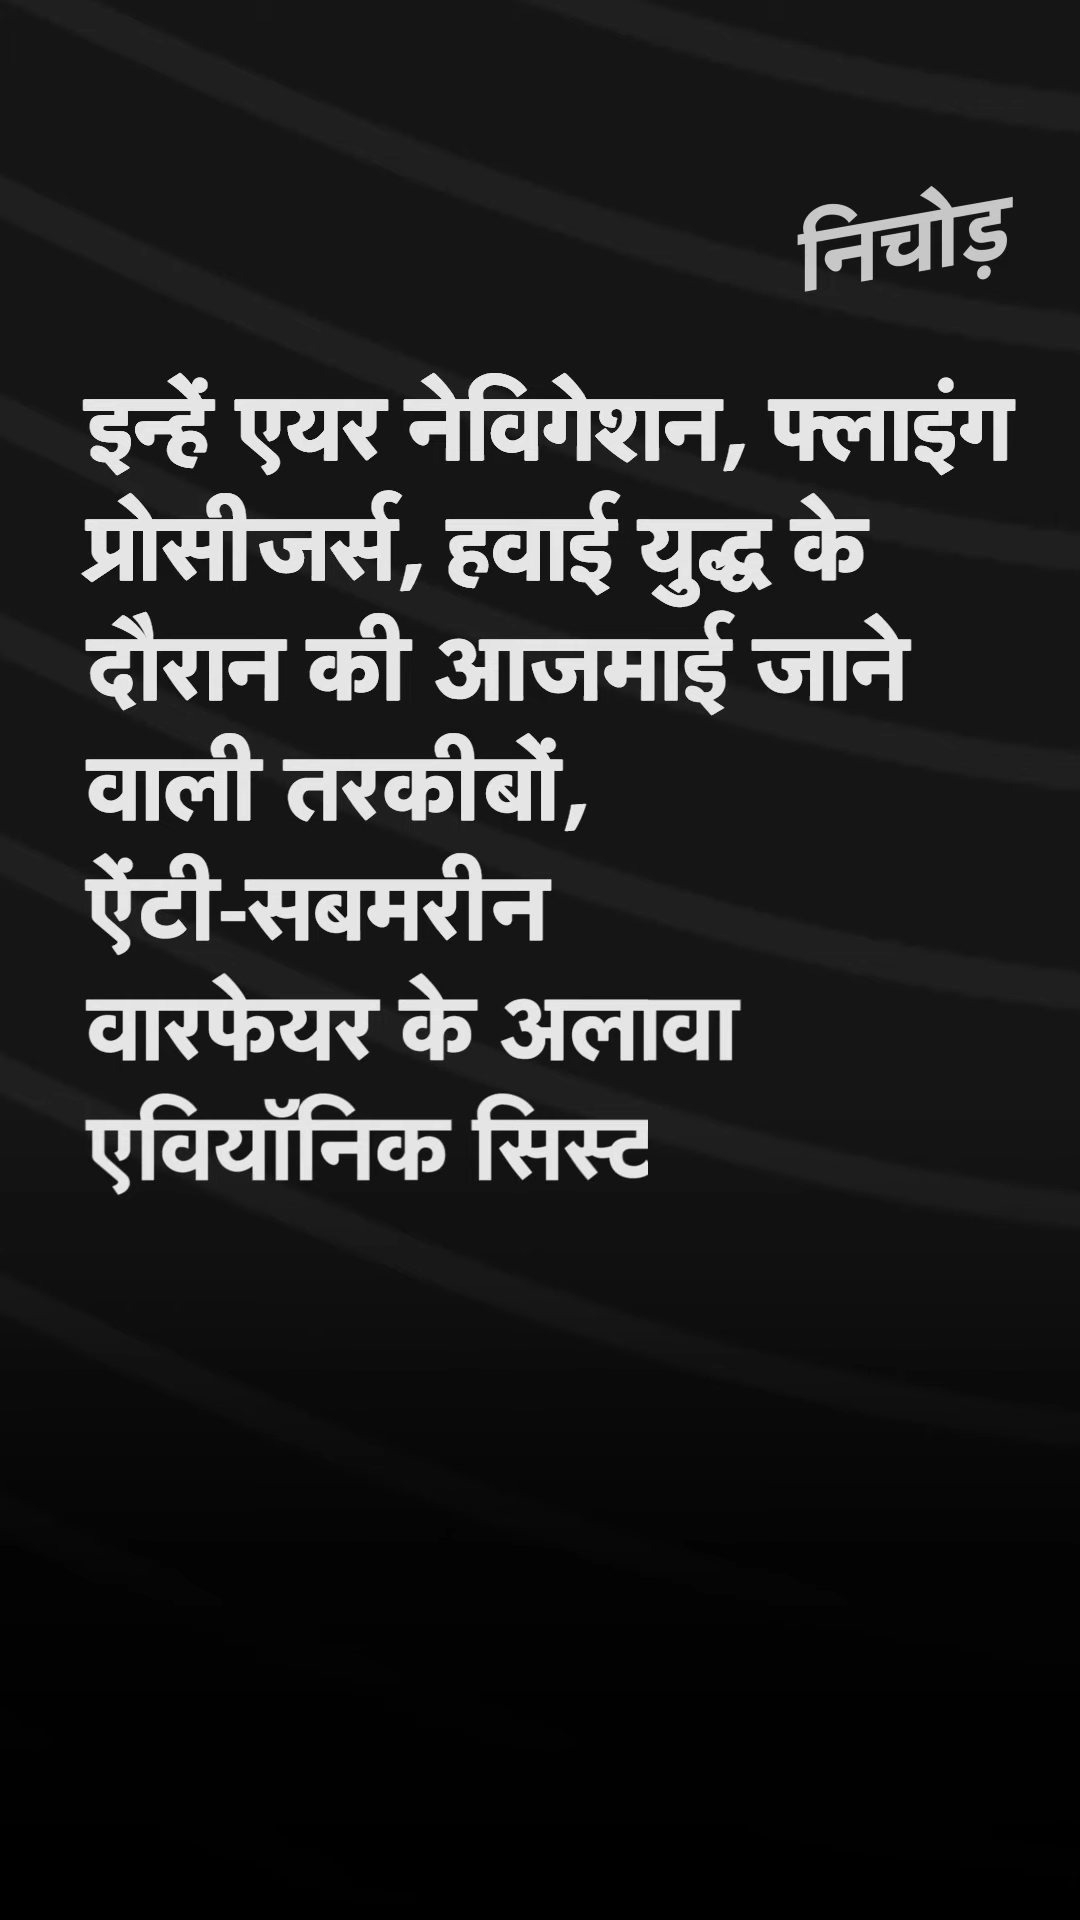 निचोड़
इन्हें एयर नेविगेशन, फ्लाइंग
प्रोसीजर्स, हवाई युद्ध के
दौरान की आजमाई जाने
वाली तरकीबों,
ऐंटी-सबमरीन
वारफेयर के अलावा
एवियॉनिक सिस्ट